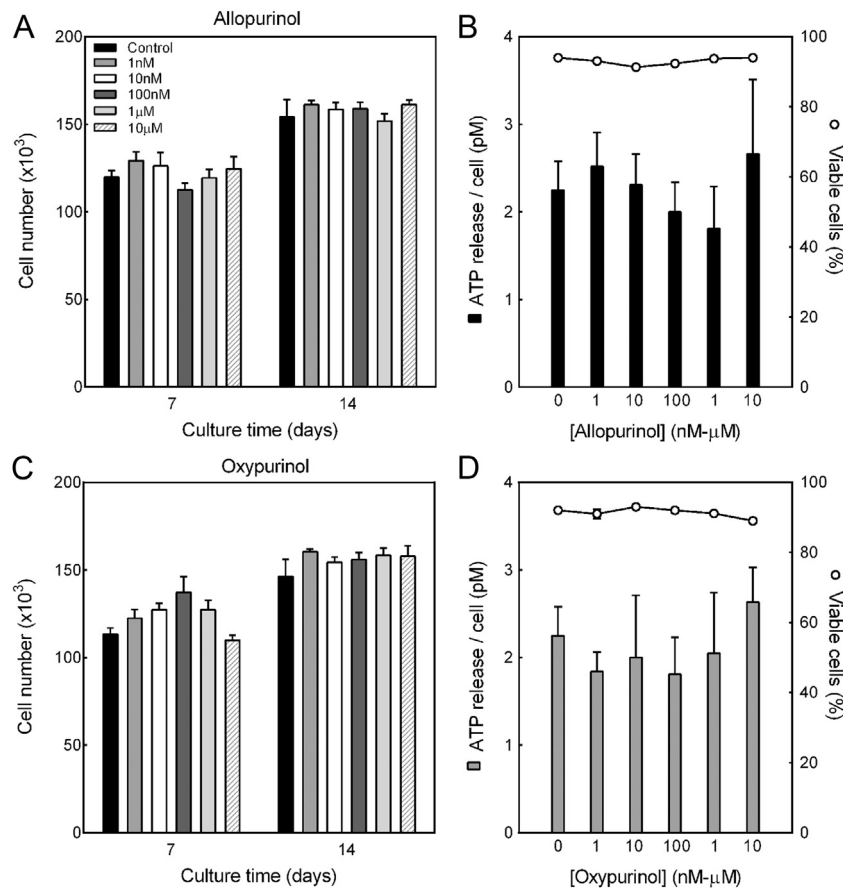 A
Allopurinol
Cell number (x10³)
200
150
100
50
0
Control
1nM
10nM
100nM
1μM
10μM
7
14
Culture time (days)
B
ATP release / cell (pM)
4
3
2
1
0
100
80
60
40
20
0
Viable cells
(%)
0 1 10 100 1 10
[Allopurinol] (nM-μM)
C
Oxypurinol
Cell number (x10³)
200
150
100
50
0
7
14
Culture time (days)
D
ATP release / cell (pM)
4
3
2
1
0
100
80
60
40
20
0
Viable cells
(%)
0 1 10 100 1 10
[Oxypurinol] (nM-μM)